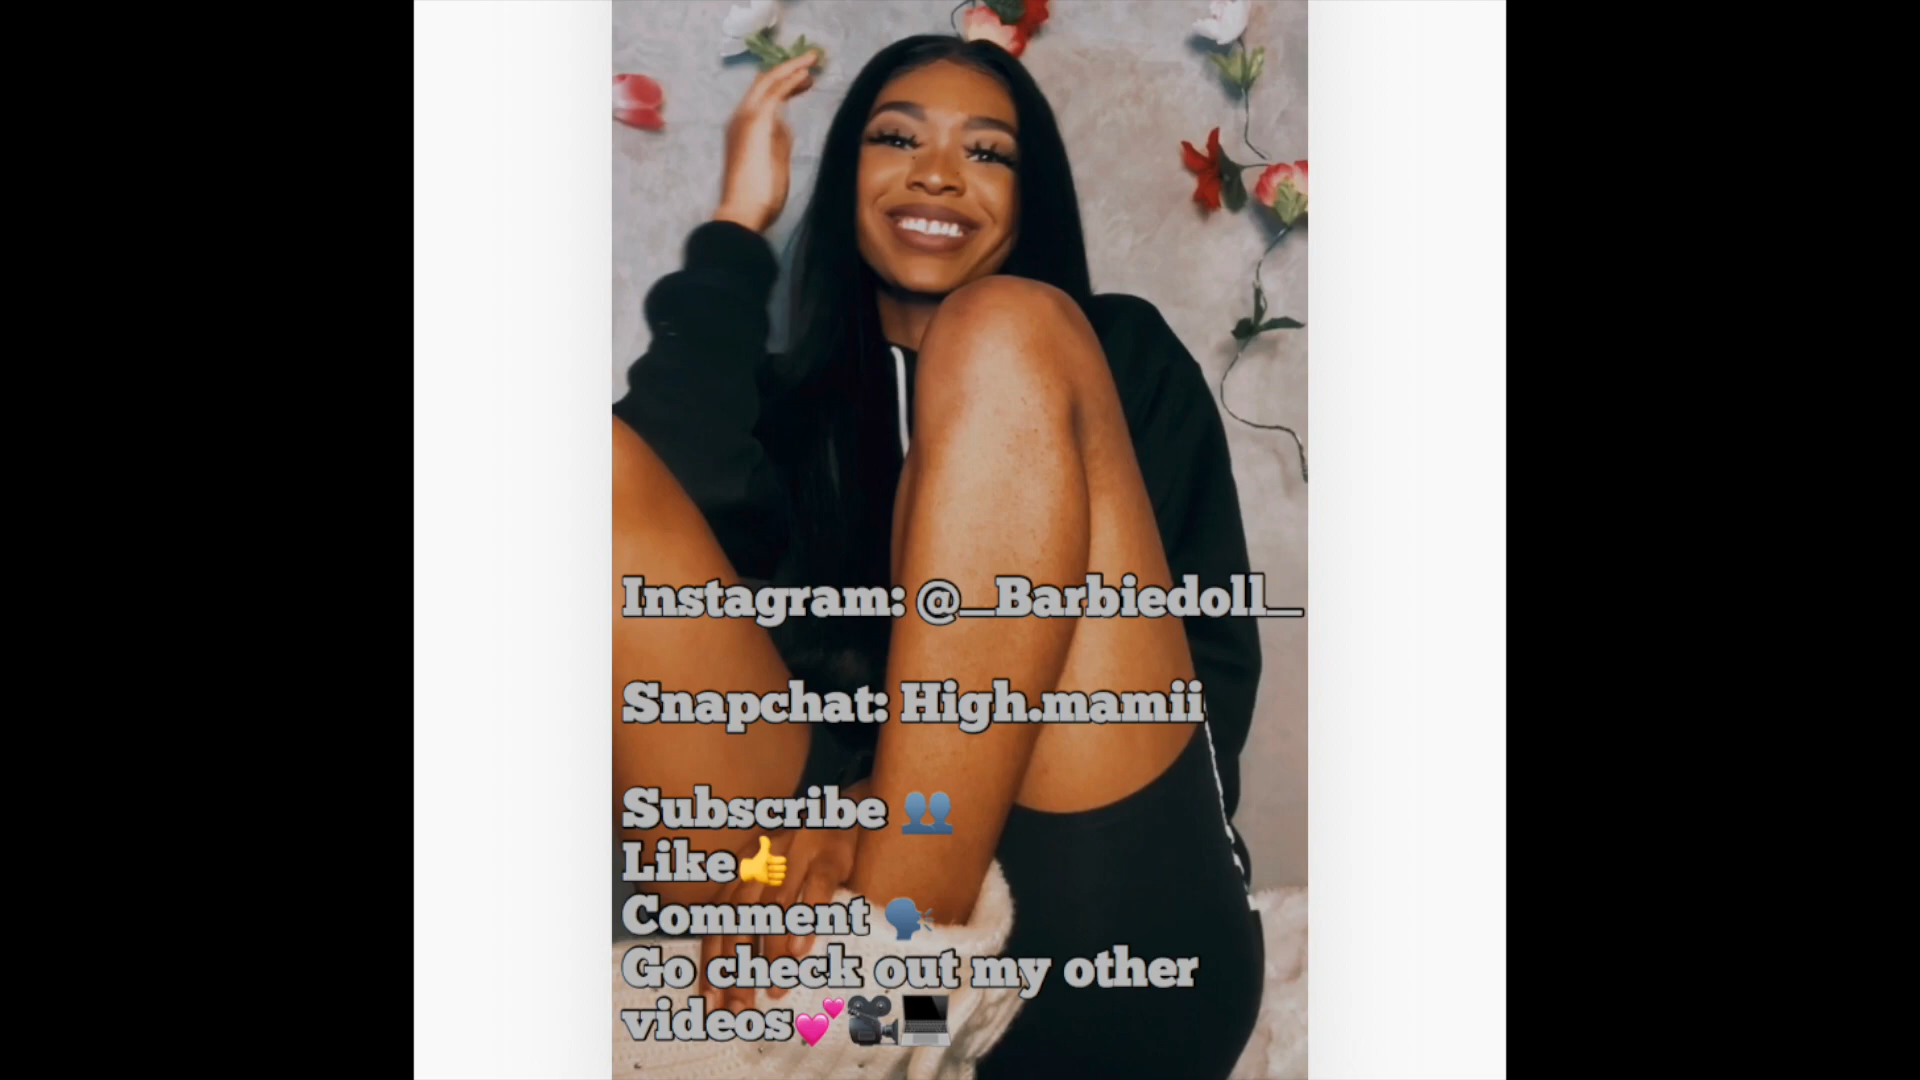 Instagram: @_Barbiedoll_
Snapchat: High.mamii
Subscribe 👥
Like👍
Comment 🗣
Go check out my other
videos💕🎥💻